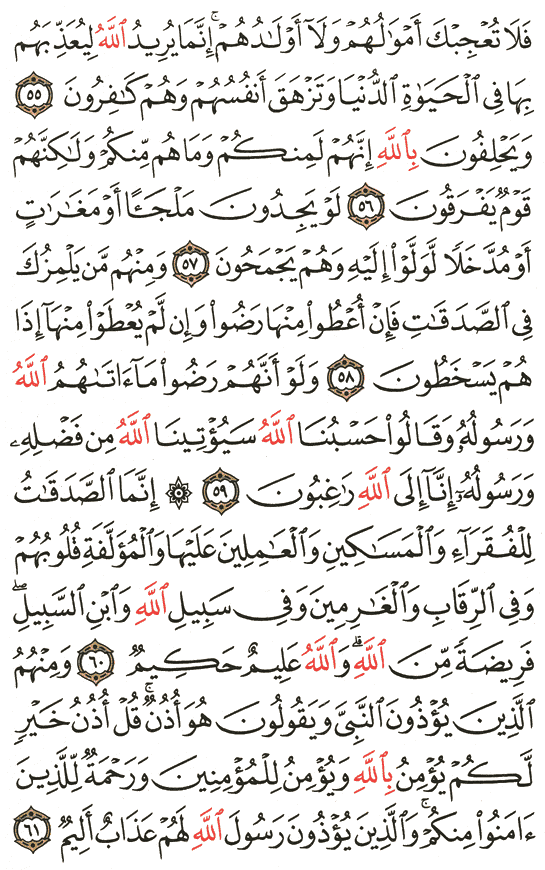 فَلَا تُعۡجِبۡكَ أَمۡوَٰلُهُمۡ وَلَآ أَوۡلَٰدُهُمۡۚ إِنَّمَا يُرِيدُ ٱللَّهُ لِيُعَذِّبَهُم
بِهَا فِي ٱلۡحَيَوٰةِ ٱلدُّنۡيَا وَتَزۡهَقَ أَنفُسُهُمۡ وَهُمۡ كَٰفِرُونَ ٥٥
وَيَحۡلِفُونَ بِٱللَّهِ إِنَّهُمۡ لَمِنكُمۡ وَمَا هُم مِّنكُمۡ وَلَٰكِنَّهُمۡ
قَوۡمٞ يَفۡرَقُونَ ٥٦ لَوۡ يَجِدُونَ مَلۡجَـًٔا أَوۡ مَغَٰرَٰتٍ
أَوۡ مُدَّخَلٗا لَّوَلَّوۡاْ إِلَيۡهِ وَهُمۡ يَجۡمَحُونَ ٥٧ وَمِنۡهُم مَّن يَلۡمِزُكَ
فِي ٱلصَّدَقَٰتِ فَإِنۡ أُعۡطُواْ مِنۡهَا رَضُواْ وَإِن لَّمۡ يُعۡطَوۡاْ مِنۡهَآ إِذَا
هُمۡ يَسۡخَطُونَ ٥٨ وَلَوۡ أَنَّهُمۡ رَضُواْ مَآ ءَاتَىٰهُمُ ٱللَّهُ
وَرَسُولُهُۥ وَقَالُواْ حَسۡبُنَا ٱللَّهُ سَيُؤۡتِينَا ٱللَّهُ مِن فَضۡلِهِۦ
وَرَسُولُهُۥٓ إِنَّآ إِلَى ٱللَّهِ رَٰغِبُونَ ٥٩ ۞ إِنَّمَا ٱلصَّدَقَٰتُ
لِلۡفُقَرَآءِ وَٱلۡمَسَٰكِينِ وَٱلۡعَٰمِلِينَ عَلَيۡهَا وَٱلۡمُؤَلَّفَةِ قُلُوبُهُمۡ
وَفِي ٱلرِّقَابِ وَٱلۡغَٰرِمِينَ وَفِي سَبِيلِ ٱللَّهِ وَٱبۡنِ ٱلسَّبِيلِۖ
فَرِيضَةٗ مِّنَ ٱللَّهِۗ وَٱللَّهُ عَلِيمٌ حَكِيمٞ ٦٠ وَمِنۡهُمُ
ٱلَّذِينَ يُؤۡذُونَ ٱلنَّبِيَّ وَيَقُولُونَ هُوَ أُذُنٞۚ قُلۡ أُذُنُ خَيۡرٖ
لَّكُمۡ يُؤۡمِنُ بِٱللَّهِ وَيُؤۡمِنُ لِلۡمُؤۡمِنِينَ وَرَحۡمَةٞ لِّلَّذِينَ
ءَامَنُواْ مِنكُمۡۚ وَٱلَّذِينَ يُؤۡذُونَ رَسُولَ ٱللَّهِ لَهُمۡ عَذَابٌ أَلِيمٞ ٦١